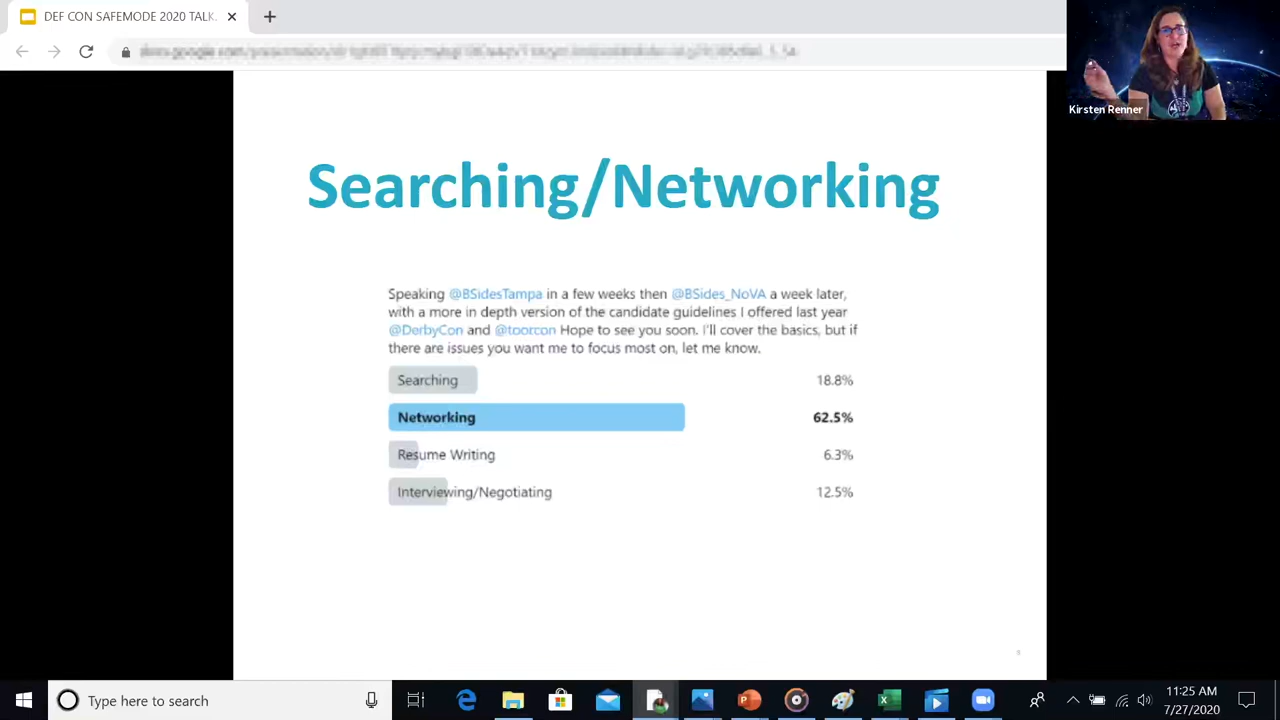 DEF CON SAFEMODE 2020 TALK
Kirsten Renner
Searching/Networking
Speaking @BSidesTampa in a few weeks then @BSides_NoVA a week later,
with a more in depth version of the candidate guidelines I offered last year
@DerbyCon and @toorcon Hope to see you soon. I'll cover the basics, but if
there are issues you want me to focus most on, let me know.
Searching 18.8%
Networking 62.5%
Resume Writing 6.3%
Interviewing/Negotiating 12.5%
Type here to search
11:25 AM
7/27/2020